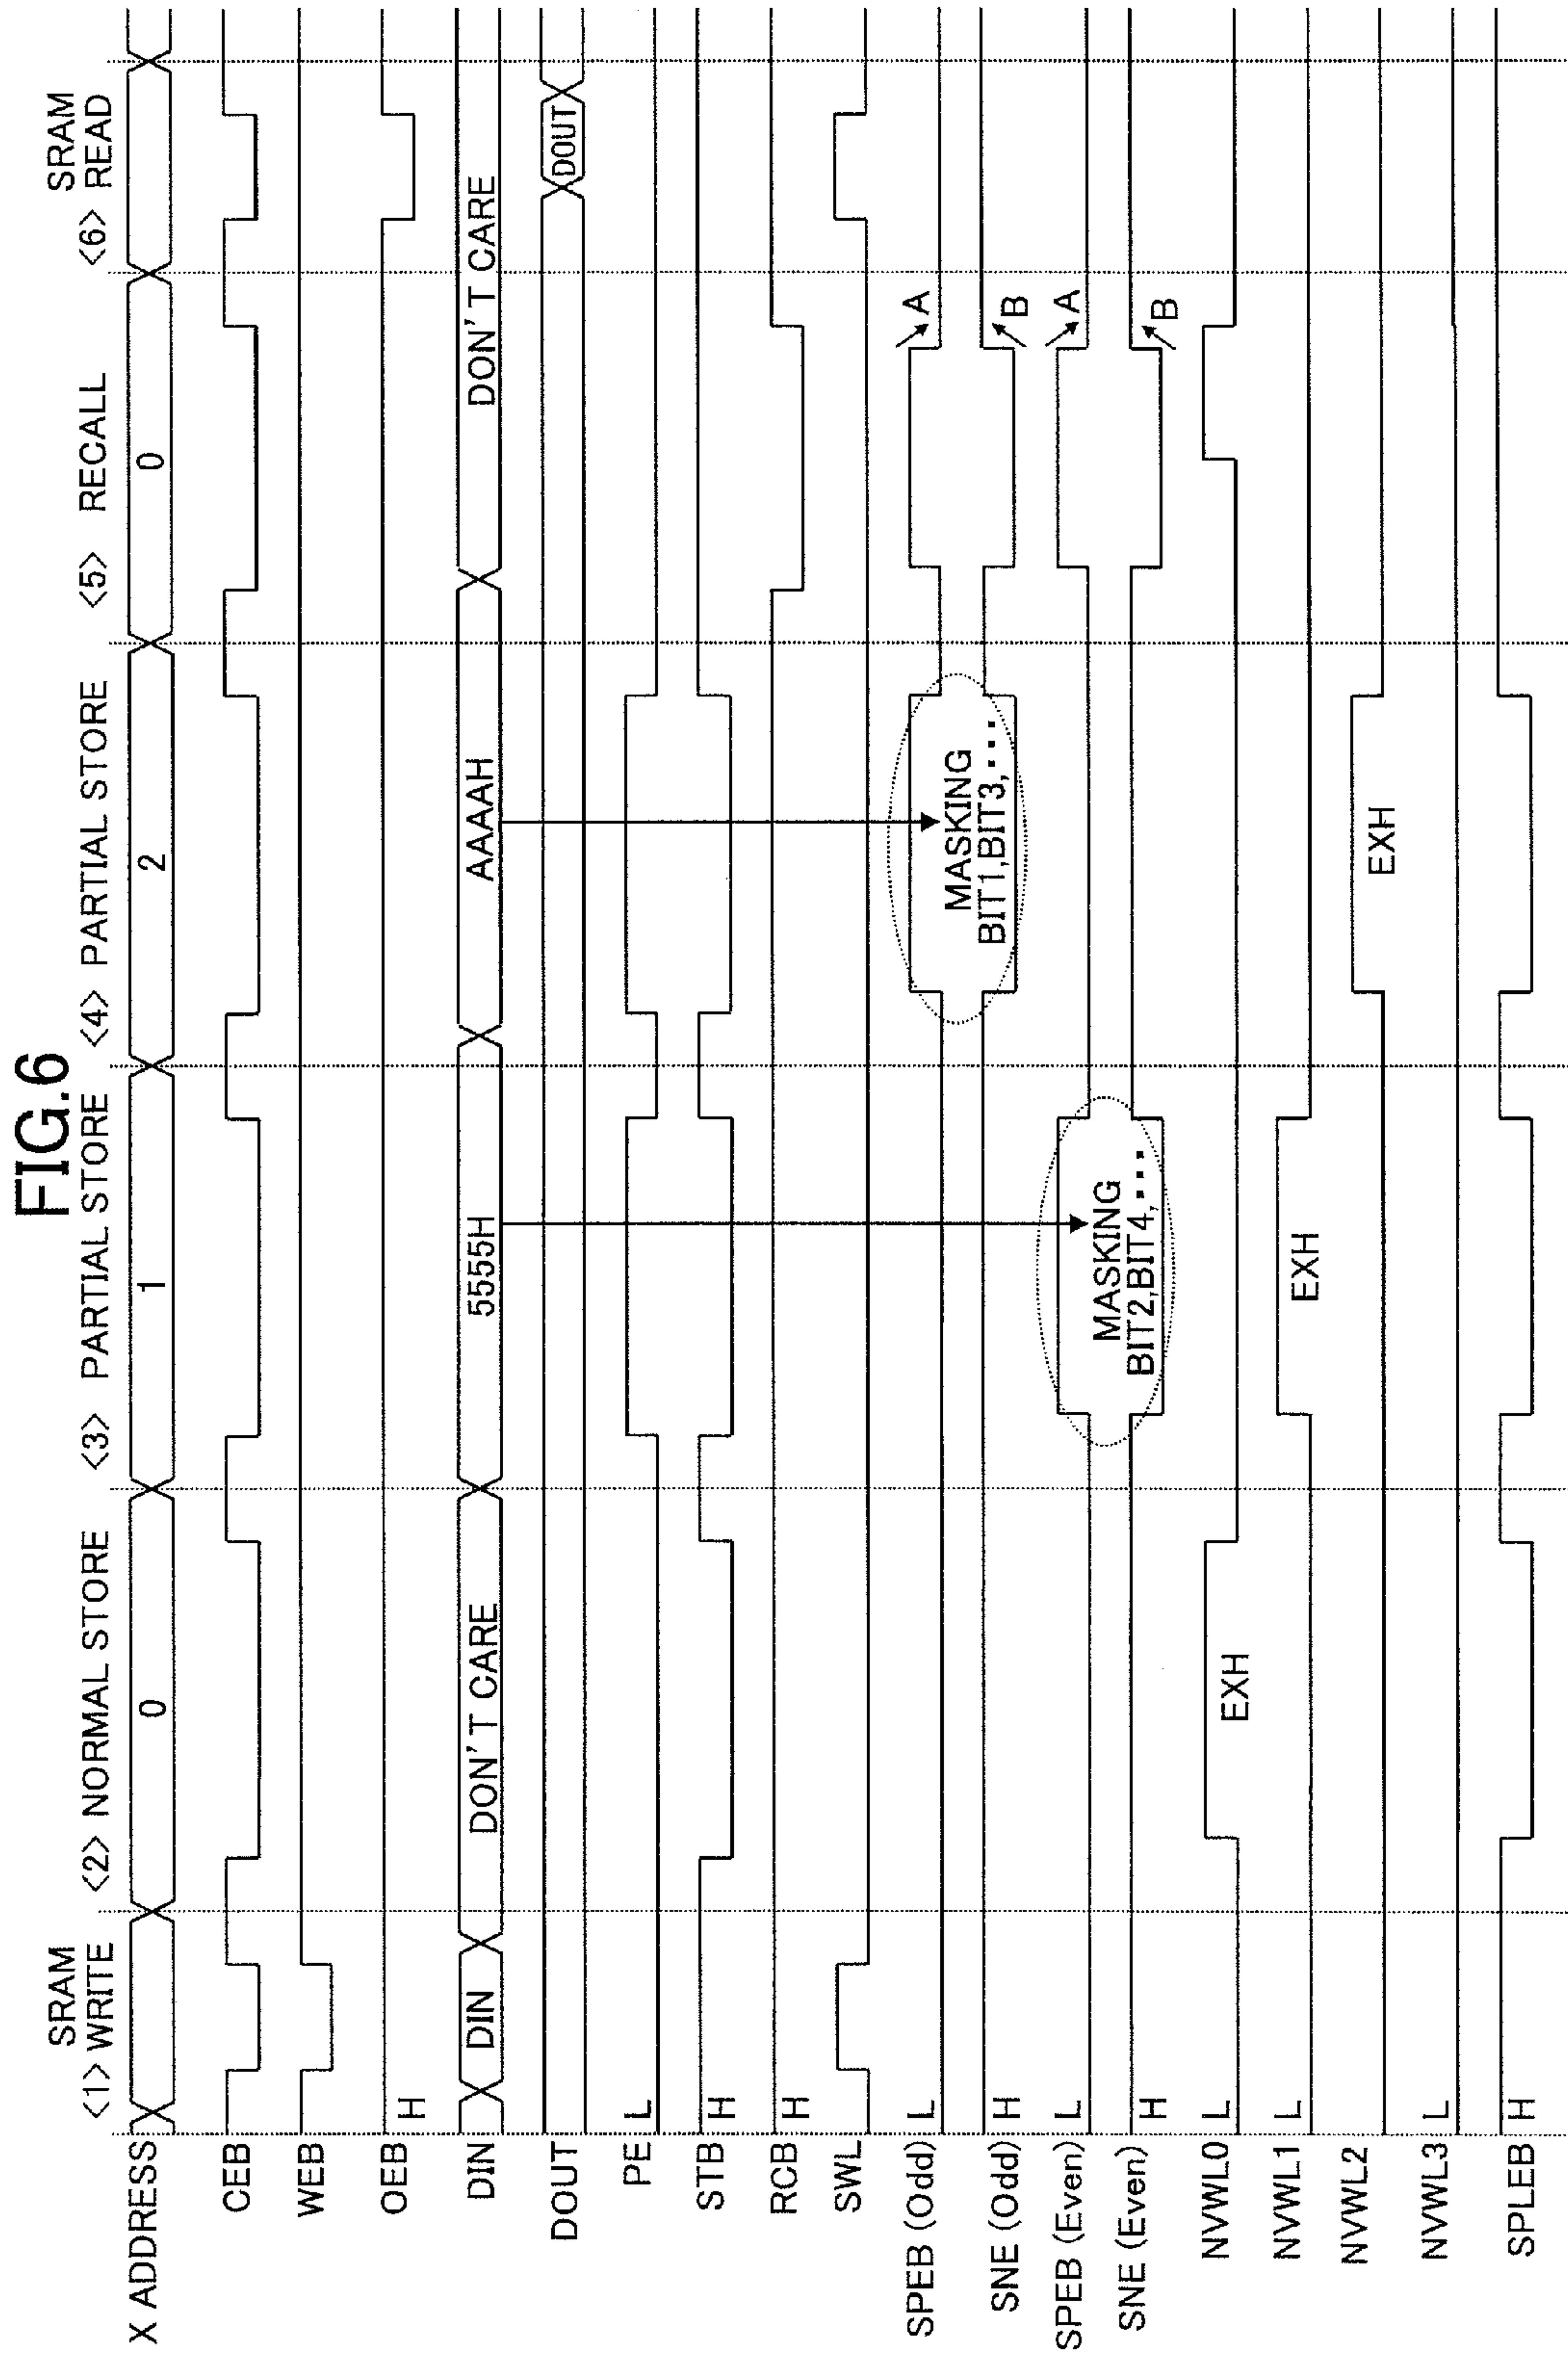 FIG.6
SRAM
<1> WRITE
<2> NORMAL STORE
<3> PARTIAL STORE
<4> PARTIAL STORE
<5> RECALL
SRAM
<6> READ
X ADDRESS
0
1
2
0
CEB
WEB
OEB
H
DIN
DIN
DON'T CARE
5555H
AAAAH
DON'T CARE
DOUT
DOUT
PE
L
STB
H
RCB
H
SWL
SPEB (Odd)
L
MASKING
BIT1,BIT3,...
A
SNE (Odd)
H
B
SPEB (Even)
L
MASKING
BIT2,BIT4,...
A
SNE (Even)
H
B
NVWL0
L
EXH
NVWL1
L
EXH
NVWL2
EXH
NVWL3
L
SPLEB
H